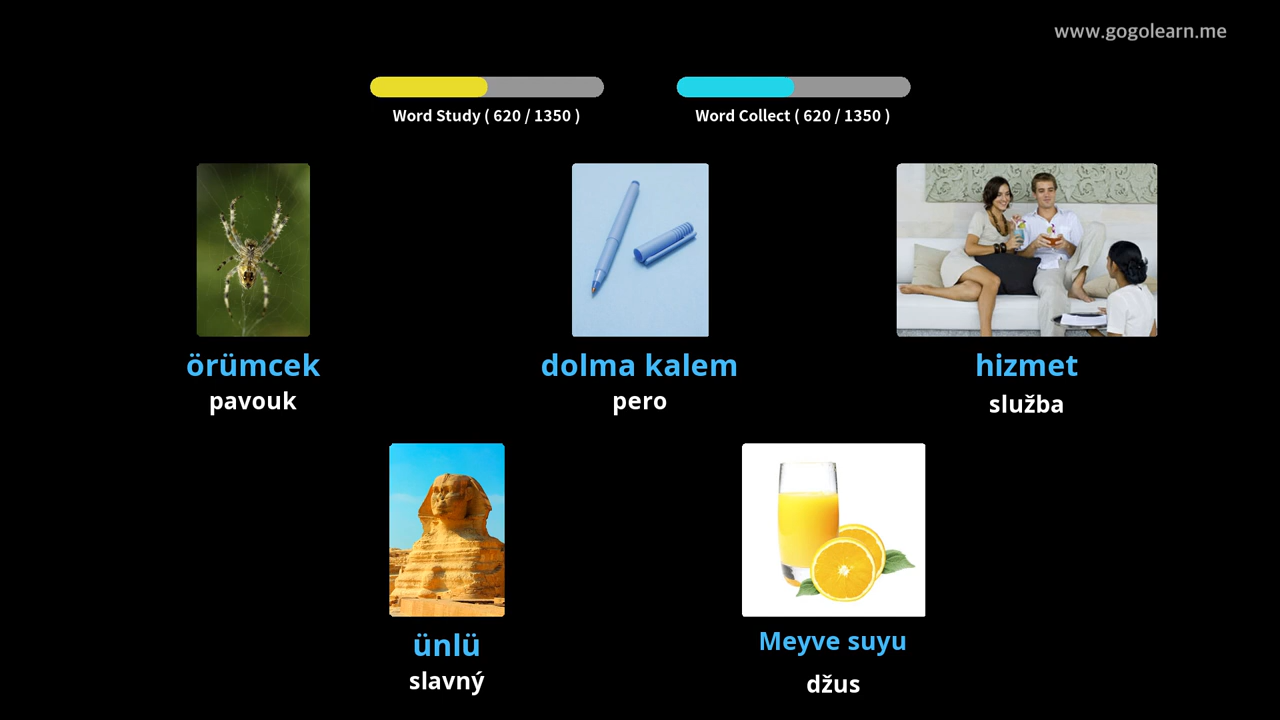 www.gogolearn.me
Word Study ( 620 / 1350 )
Word Collect ( 620 / 1350 )
örümcek
pavouk
dolma kalem
pero
hizmet
služba
ünlü
slavný
Meyve suyu
džus